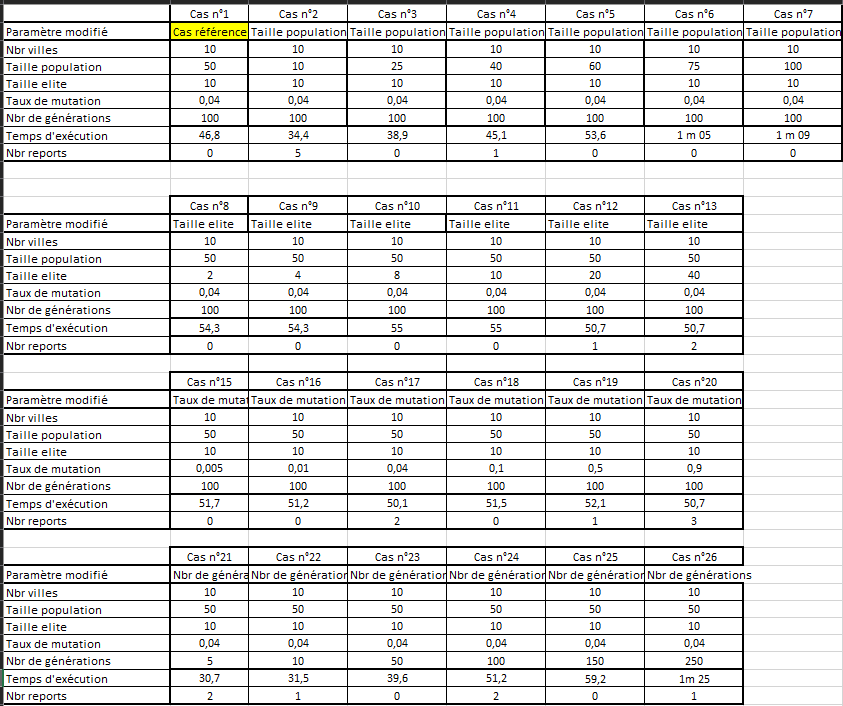 Cas n°1 Cas n°2 Cas n°3 Cas n°4 Cas n°5 Cas n°6 Cas n°7
Paramètre modifié Cas référence Taille population Taille population Taille population Taille population Taille population Taille population
Nbr villes 10 10 10 10 10 10 10
Taille population 50 10 25 40 60 75 100
Taille elite 10 10 10 10 10 10 10
Taux de mutation 0,04 0,04 0,04 0,04 0,04 0,04 0,04
Nbr de générations 100 100 100 100 100 100 100
Temps d'exécution 46,8 34,4 38,9 45,1 53,6 1 m 05 1 m 09
Nbr reports 0 5 0 1 0 0 0
Cas n°8 Cas n°9 Cas n°10 Cas n°11 Cas n°12 Cas n°13
Paramètre modifié Taille elite Taille elite Taille elite Taille elite Taille elite Taille elite
Nbr villes 10 10 10 10 10 10
Taille population 50 50 50 50 50 50
Taille elite 2 4 8 10 20 40
Taux de mutation 0,04 0,04 0,04 0,04 0,04 0,04
Nbr de générations 100 100 100 100 100 100
Temps d'exécution 54,3 54,3 55 55 50,7 50,7
Nbr reports 0 0 0 0 1 2
Cas n°15 Cas n°16 Cas n°17 Cas n°18 Cas n°19 Cas n°20
Paramètre modifié Taux de mutat Taux de mutation Taux de mutation Taux de mutation Taux de mutation Taux de mutation
Nbr villes 10 10 10 10 10 10
Taille population 50 50 50 50 50 50
Taille elite 10 10 10 10 10 10
Taux de mutation 0,005 0,01 0,04 0,1 0,5 0,9
Nbr de générations 100 100 100 100 100 100
Temps d'exécution 51,7 51,2 50,1 51,5 52,1 50,7
Nbr reports 0 0 2 0 1 3
Cas n°21 Cas n°22 Cas n°23 Cas n°24 Cas n°25 Cas n°26
Paramètre modifié Nbr de généra Nbr de génération Nbr de génération Nbr de génération Nbr de génération Nbr de générations
Nbr villes 10 10 10 10 10 10
Taille population 50 50 50 50 50 50
Taille elite 10 10 10 10 10 10
Taux de mutation 0,04 0,04 0,04 0,04 0,04 0,04
Nbr de générations 5 10 50 100 150 250
Temps d'exécution 30,7 31,5 39,6 51,2 59,2 1m 25
Nbr reports 2 1 0 2 0 1